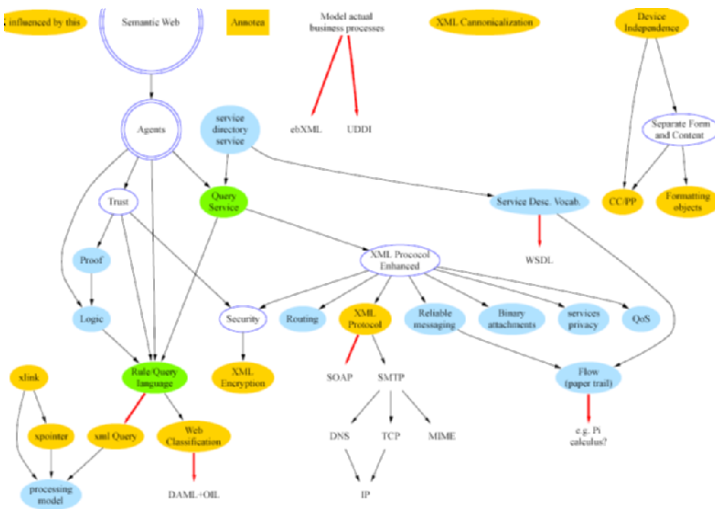 influenced by this
Semantic Web
Annotea
Model actual
business processes
XML Cannonicalization
Device
Independence
Agents
service
directory
service
ebXML
UDDI
Separate Form
and Content
Trust
Query
Service
Service Desc. Vocab.
CC/PP
Formatting
objects
Proof
XML Prococol
Enhanced
WSDL
Logic
Security
Routing
XML
Protocol
Reliable
messaging
Binary
attachments
services
privacy
QoS
xlink
Rule/Query
language
XML
Encryption
SOAP
SMTP
Flow
(paper trail)
xpointer
xml Query
Web
Classification
DNS
TCP
MIME
e.g. Pi
calculus?
processing
model
DAML+OIL
IP